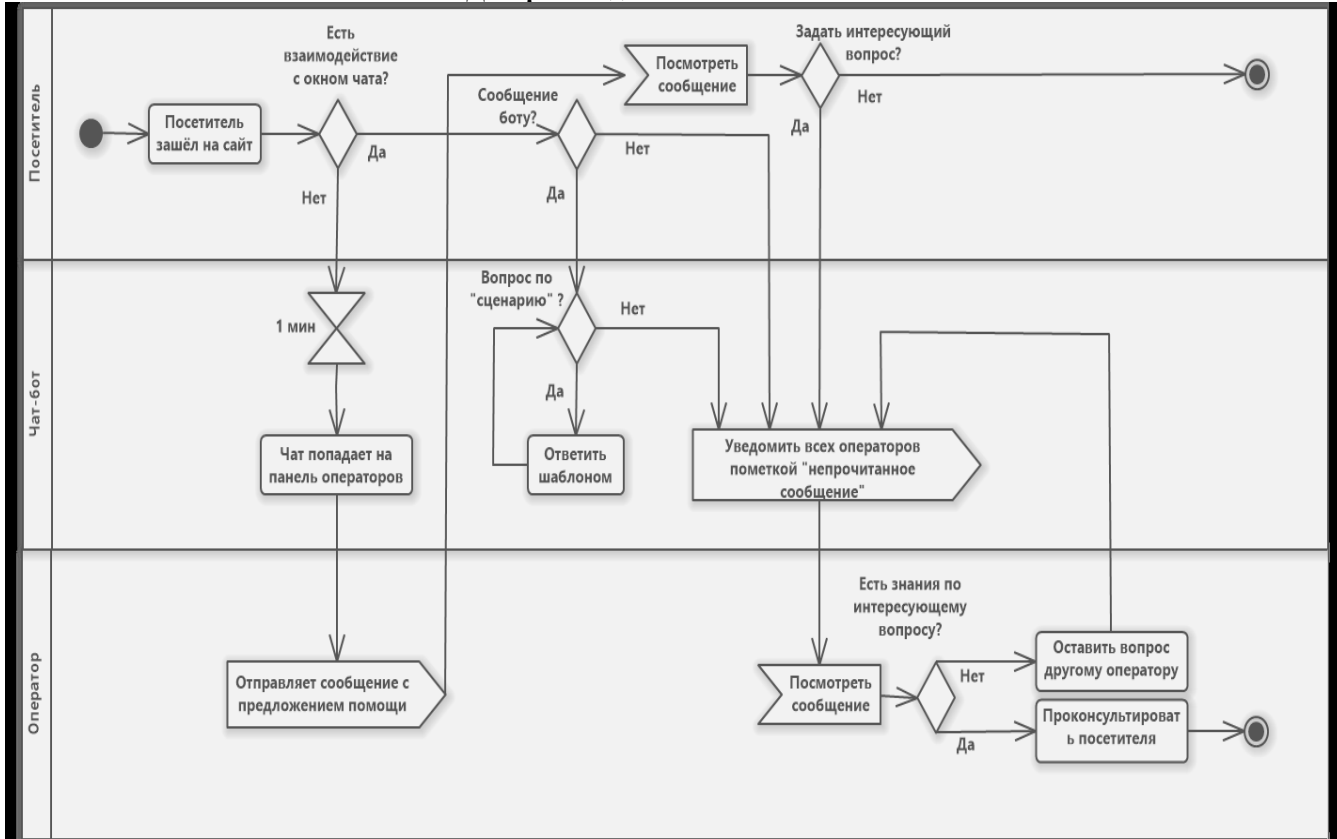 Посетитель
Есть
взаимодействие
с окном чата?
Посетитель
зашёл на сайт
Да
Нет
Сообщение
боту?
Нет
Да
Посмотреть
сообщение
Задать интересующий
вопрос?
Нет
Да
Чат-бот
1 мин
Чат попадает на
панель операторов
Вопрос по
"сценарию" ?
Нет
Да
Ответить
шаблоном
Уведомить всех операторов
пометкой "непрочитанное
сообщение"
Оператор
Отправляет сообщение с
предложением помощи
Посмотреть
сообщение
Есть знания по
интересующему
вопросу?
Нет
Да
Оставить вопрос
другому оператору
Проконсультироват
ь посетителя